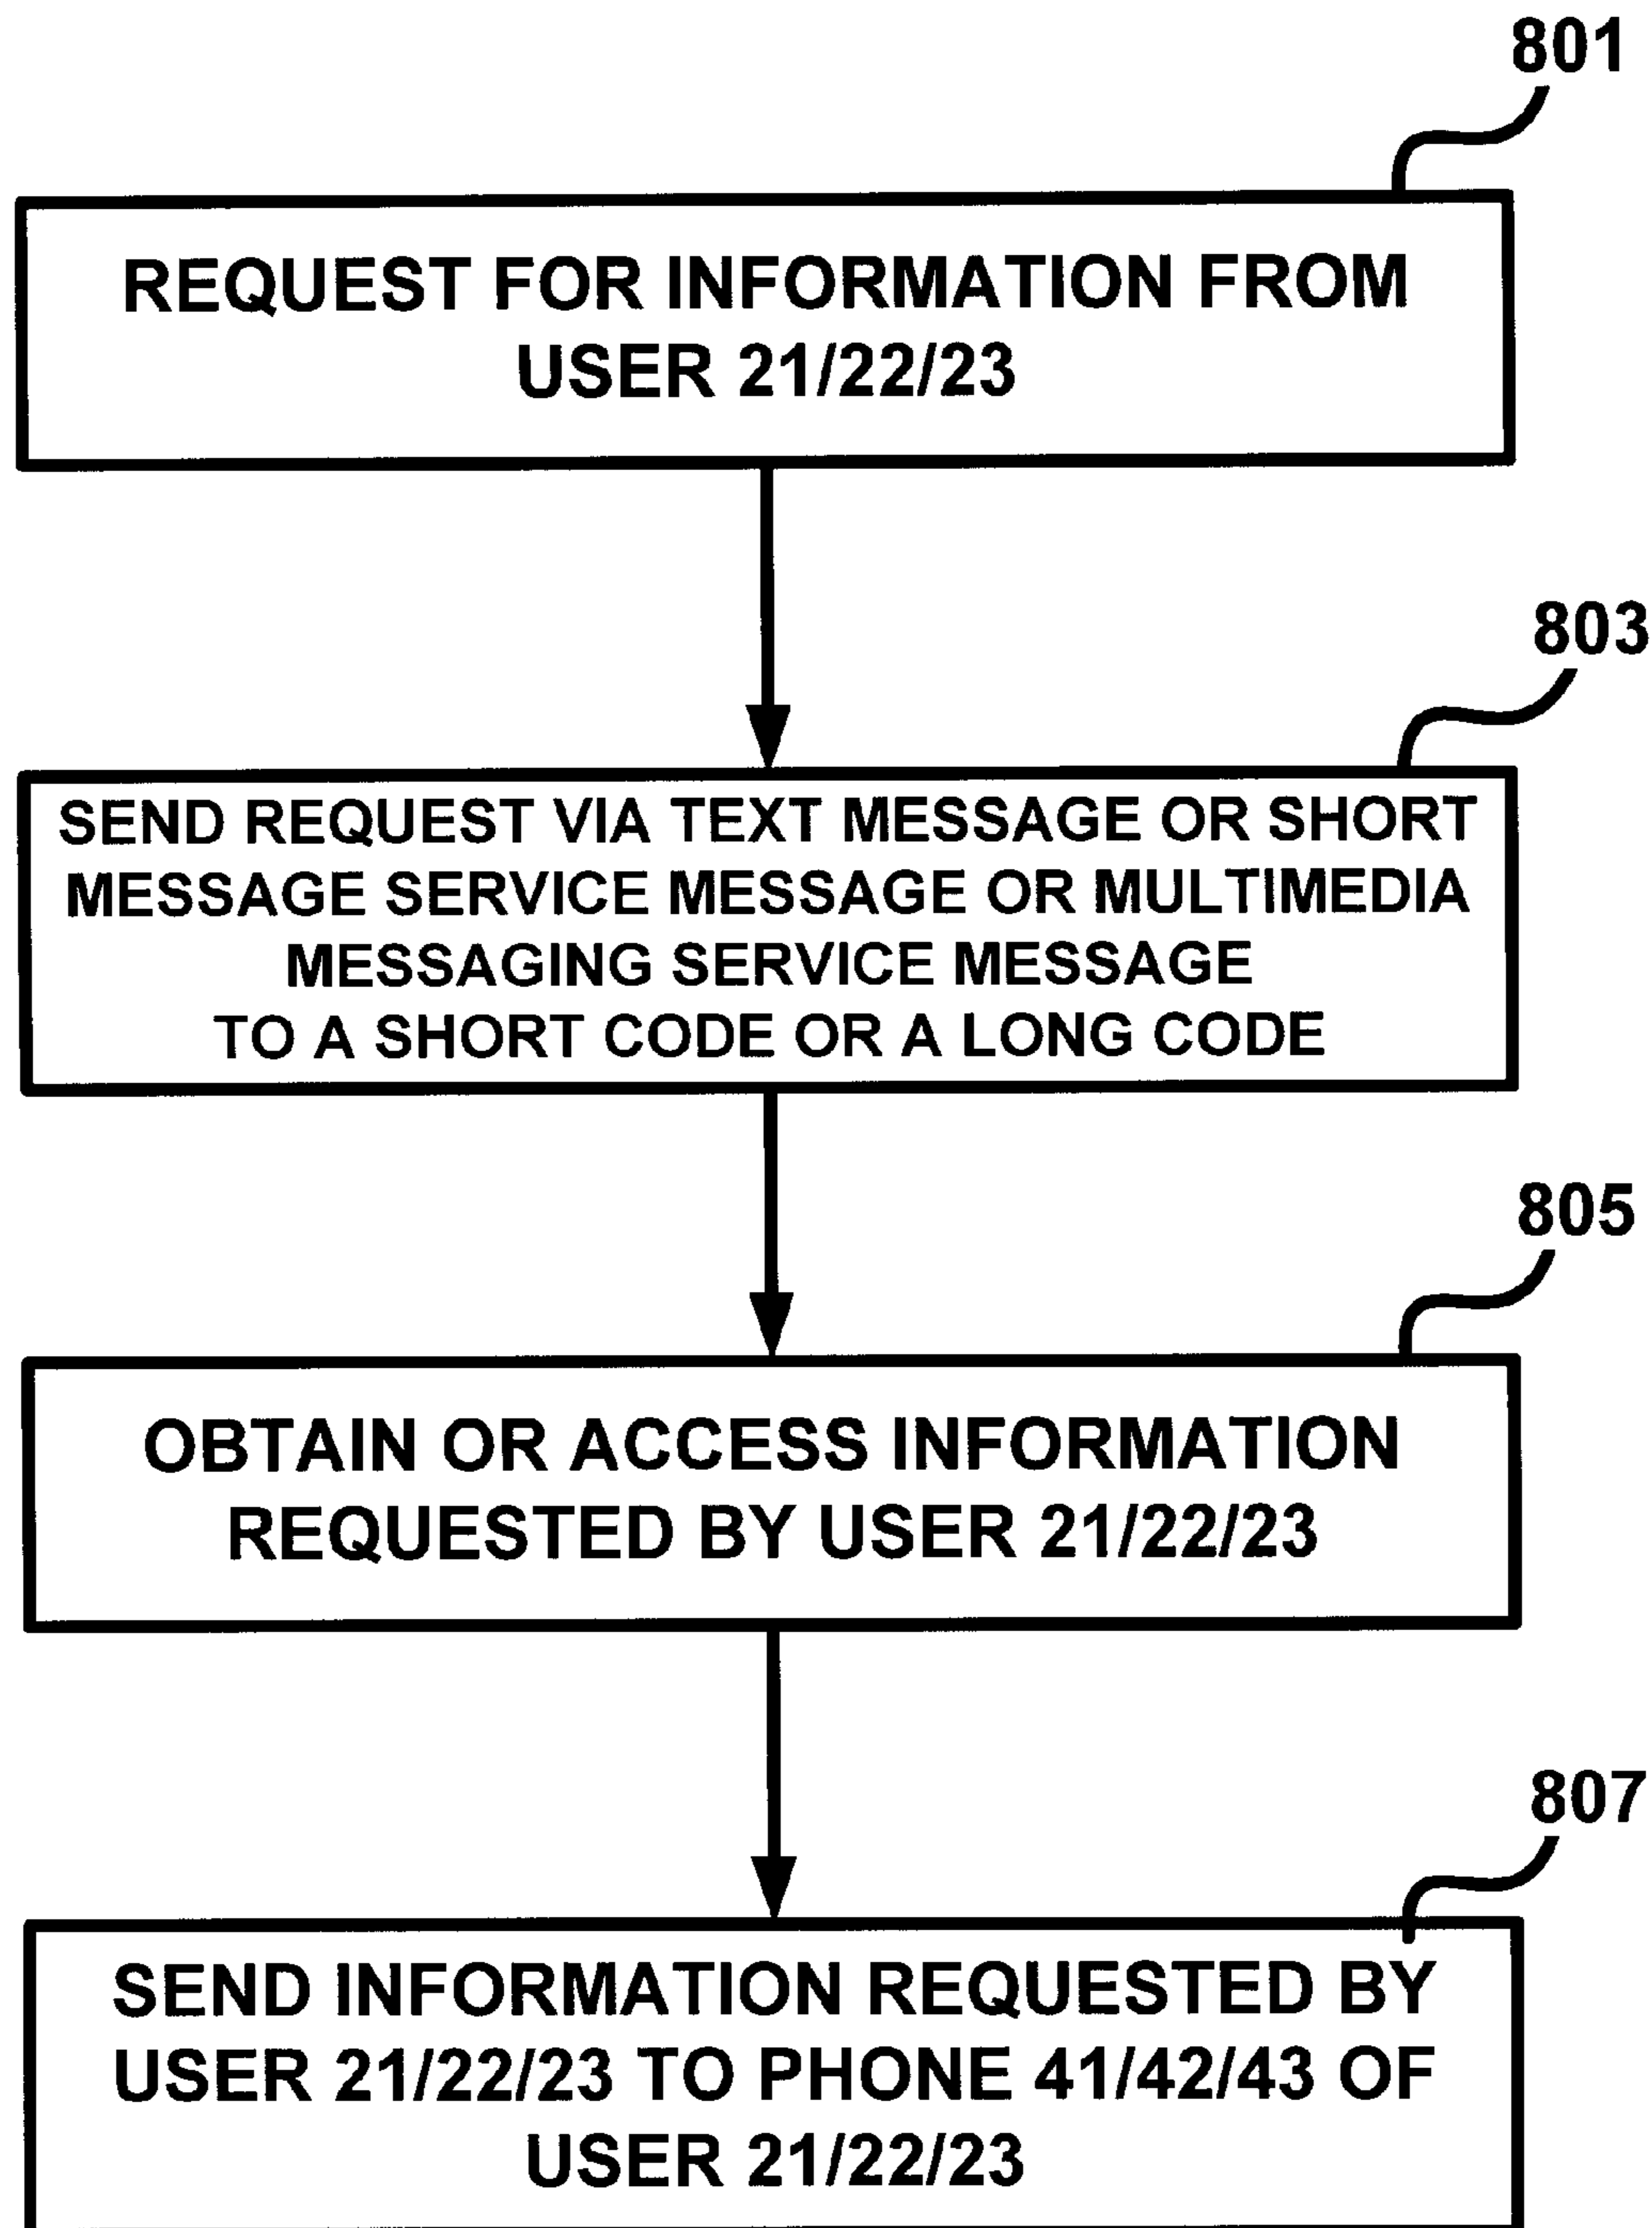 801
REQUEST FOR INFORMATION FROM
USER 21/22/23
803
SEND REQUEST VIA TEXT MESSAGE OR SHORT
MESSAGE SERVICE MESSAGE OR MULTIMEDIA
MESSAGING SERVICE MESSAGE
TO A SHORT CODE OR A LONG CODE
805
OBTAIN OR ACCESS INFORMATION
REQUESTED BY USER 21/22/23
807
SEND INFORMATION REQUESTED BY
USER 21/22/23 TO PHONE 41/42/43 OF
USER 21/22/23